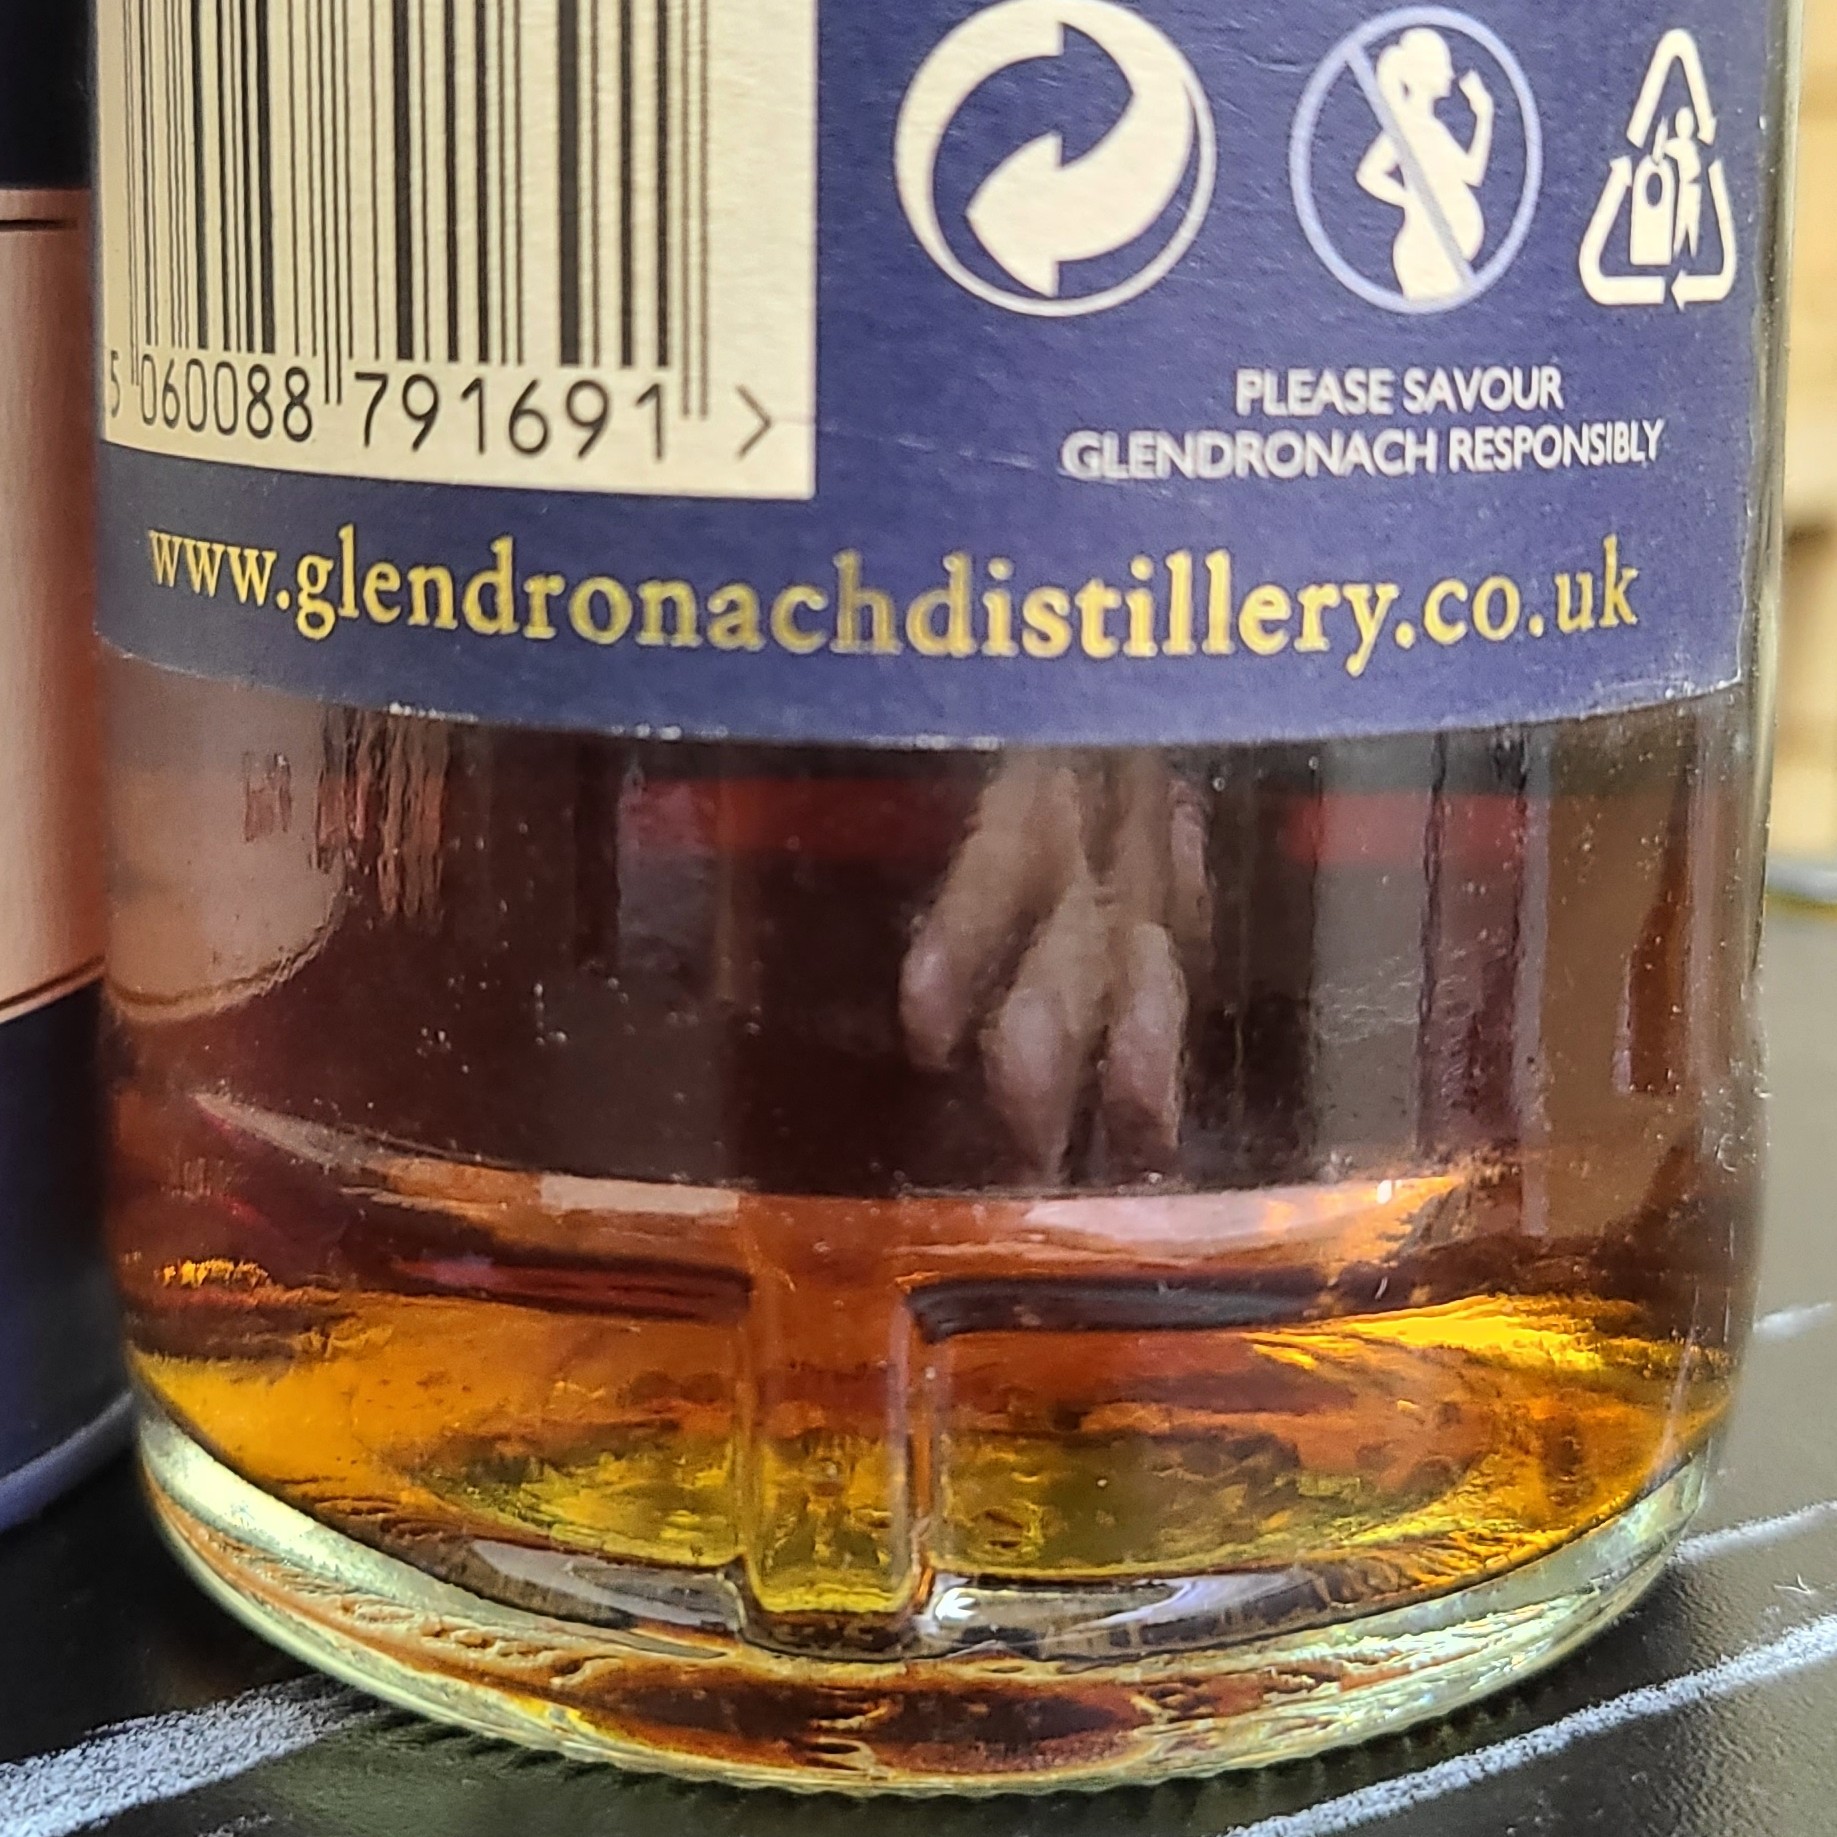 5 060088 791691 >
PLEASE SAVOUR
GLENDRONACH RESPONSIBLY
www.glendronachdistillery.co.uk